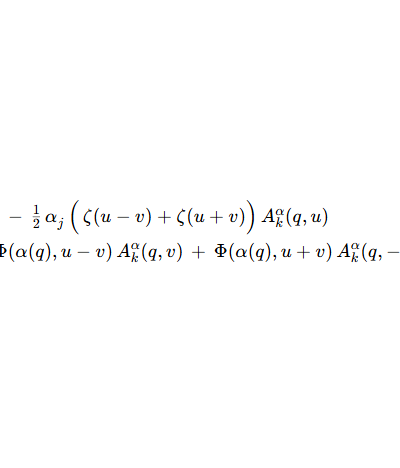 − ½ α_j ( ζ(u − v) + ζ(u + v) ) A_k^α(q, u)
Φ(α(q), u − v) A_k^α(q, v) + Φ(α(q), u + v) A_k^α(q, −